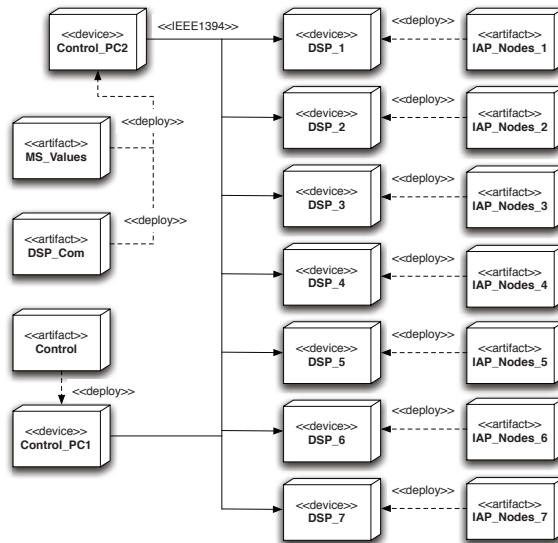 <<device>>
Control_PC2
<<IEEE1394>>
<<deploy>>
<<artifact>>
MS_Values
<<deploy>>
<<artifact>>
DSP_Com
<<artifact>>
Control
<<deploy>>
<<device>>
Control_PC1
<<device>>
DSP_1
<<deploy>>
<<artifact>>
IAP_Nodes_1
<<device>>
DSP_2
<<deploy>>
<<artifact>>
IAP_Nodes_2
<<device>>
DSP_3
<<deploy>>
<<artifact>>
IAP_Nodes_3
<<device>>
DSP_4
<<deploy>>
<<artifact>>
IAP_Nodes_4
<<device>>
DSP_5
<<deploy>>
<<artifact>>
IAP_Nodes_5
<<device>>
DSP_6
<<deploy>>
<<artifact>>
IAP_Nodes_6
<<device>>
DSP_7
<<deploy>>
<<artifact>>
IAP_Nodes_7